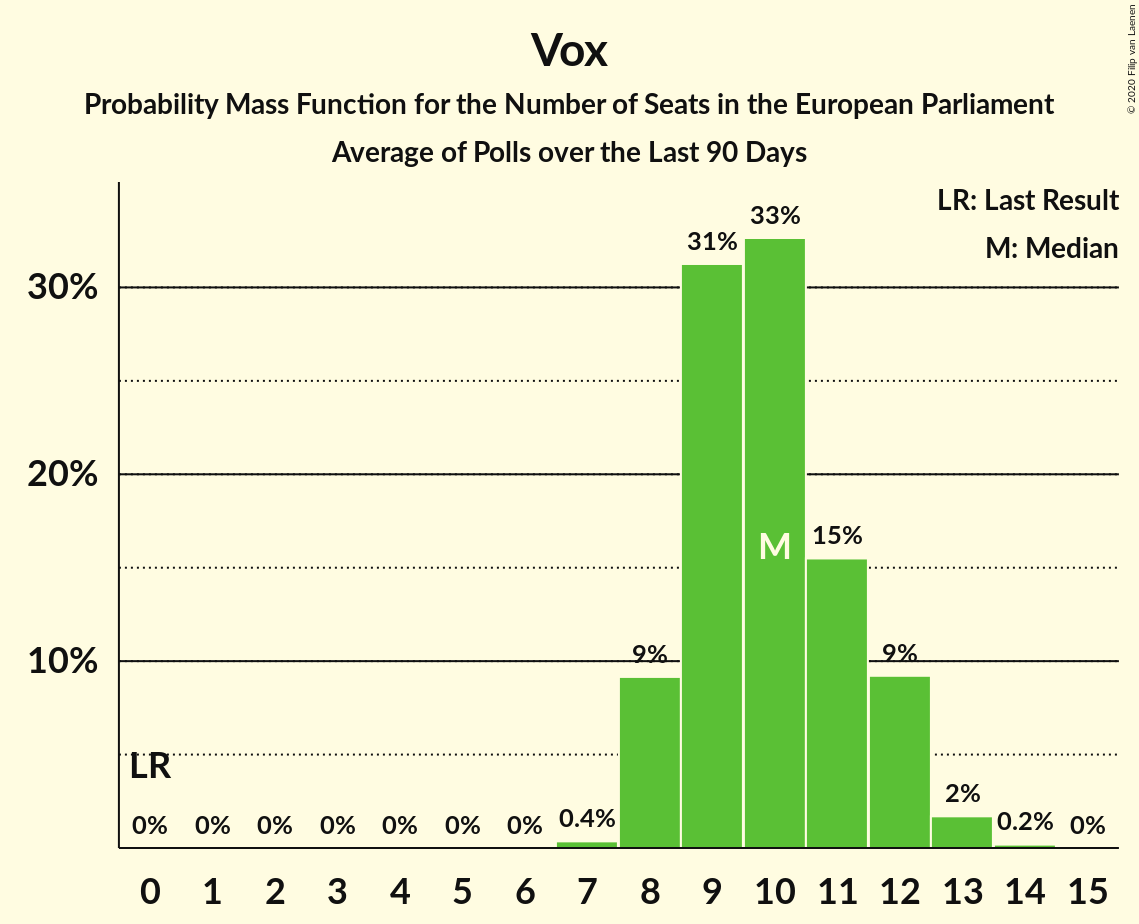 Vox
Probability Mass Function for the Number of Seats in the European Parliament
Average of Polls over the Last 90 Days
© 2020 Filip van Laenen
LR: Last Result
M: Median
30%
20%
10%
LR
M
0% 0% 0% 0% 0% 0% 0% 0.4% 9% 31% 33% 15% 9% 2% 0.2% 0%
0 1 2 3 4 5 6 7 8 9 10 11 12 13 14 15